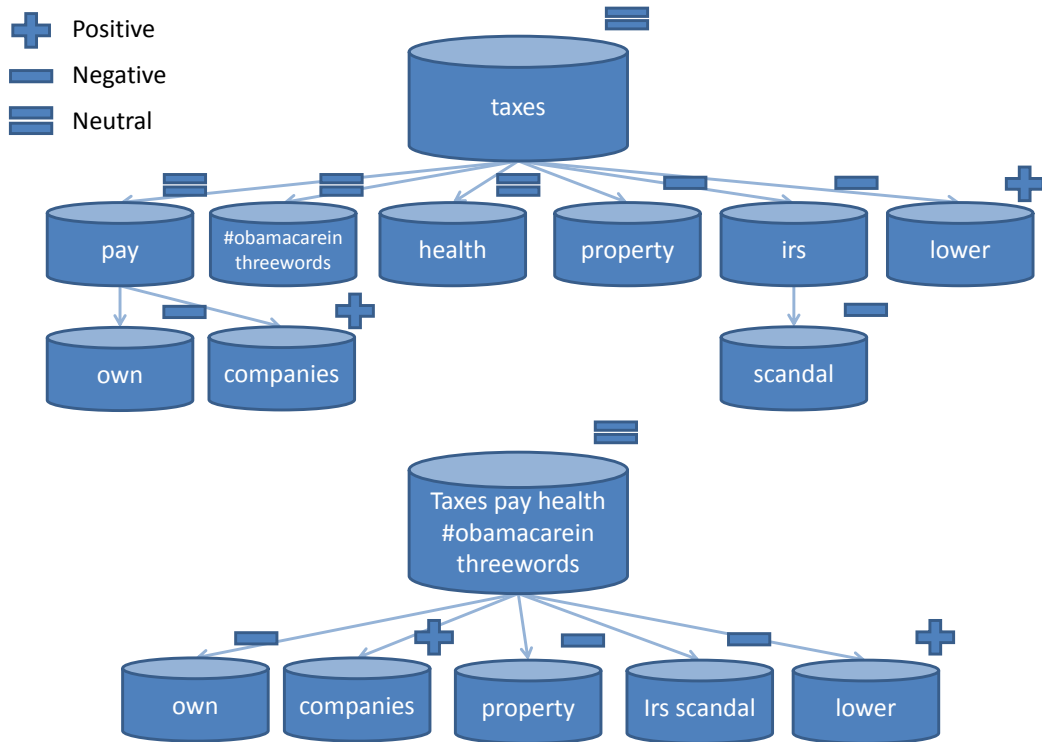 Positive
Negative
Neutral
taxes
pay
#obamacarein
threewords
health
property
irs
lower
own
companies
scandal
Taxes pay health
#obamacarein
threewords
own
companies
property
Irs scandal
lower